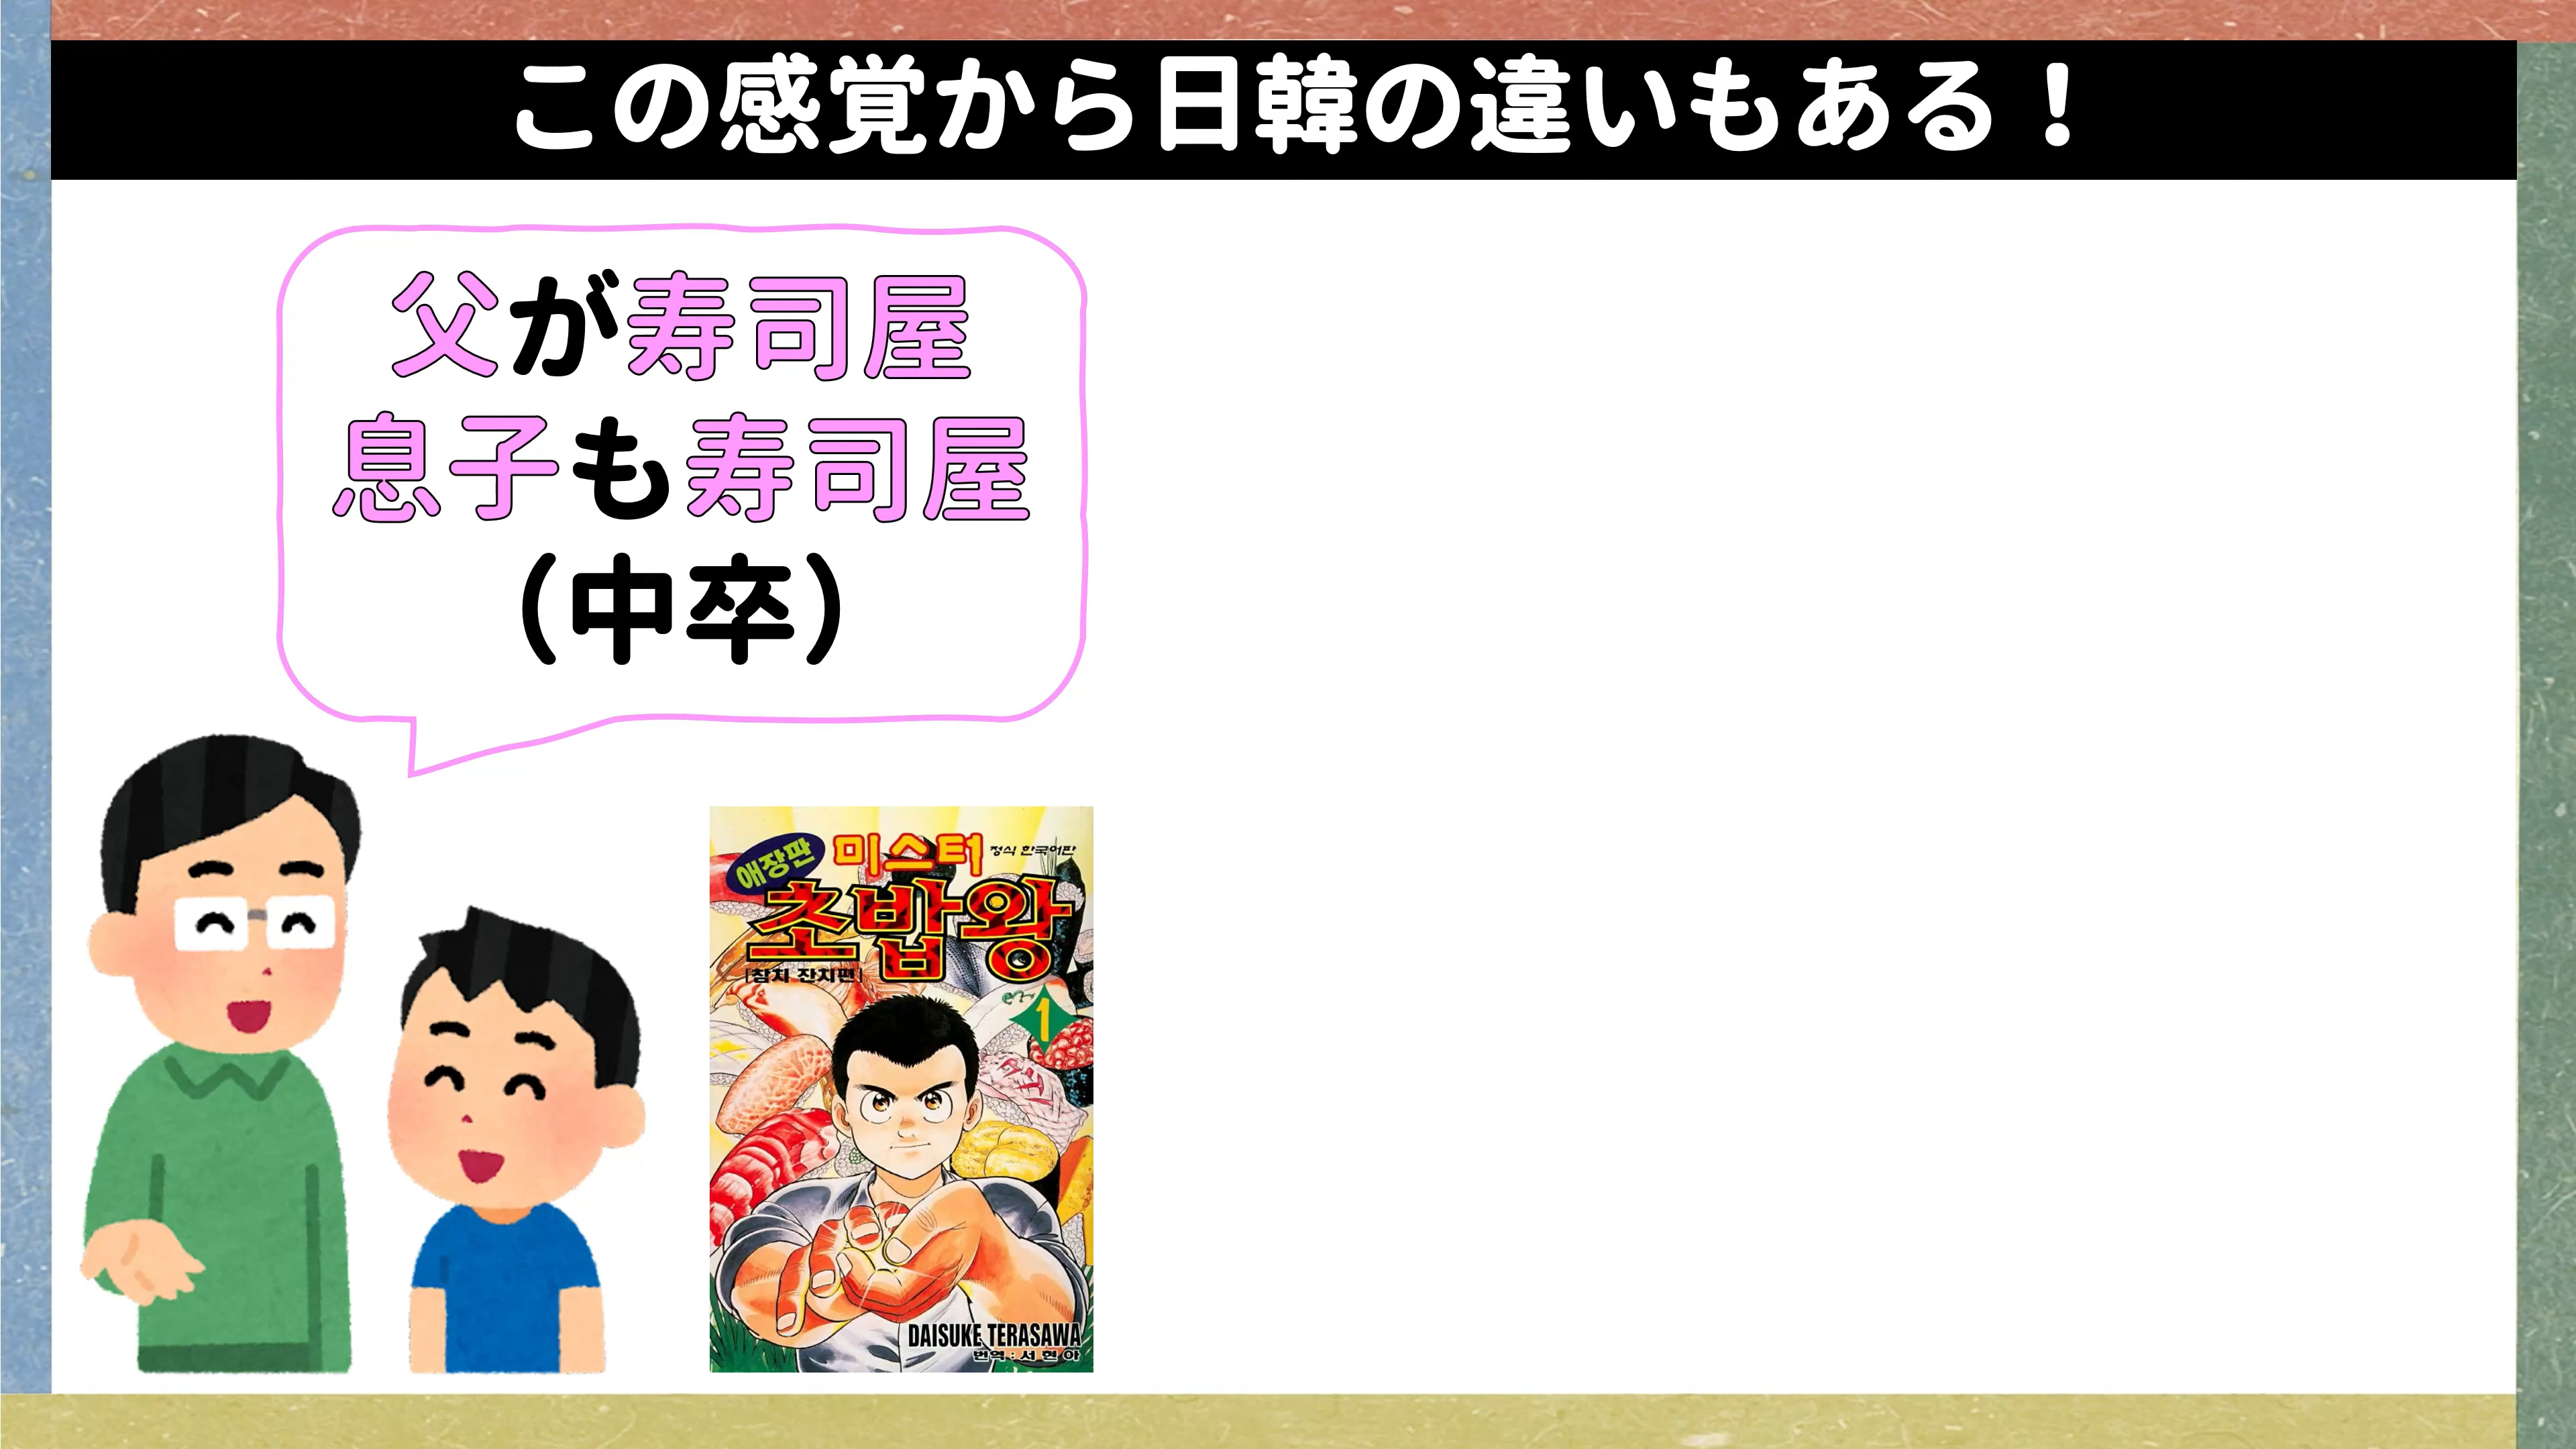 この感覚から日韓の違いもある！
父が寿司屋
息子も寿司屋
(中卒)
애장판
미스터
정식 한국어판
초밥왕
[참치 잔치편]
1
DAISUKE TERASAWA
번역:서현아